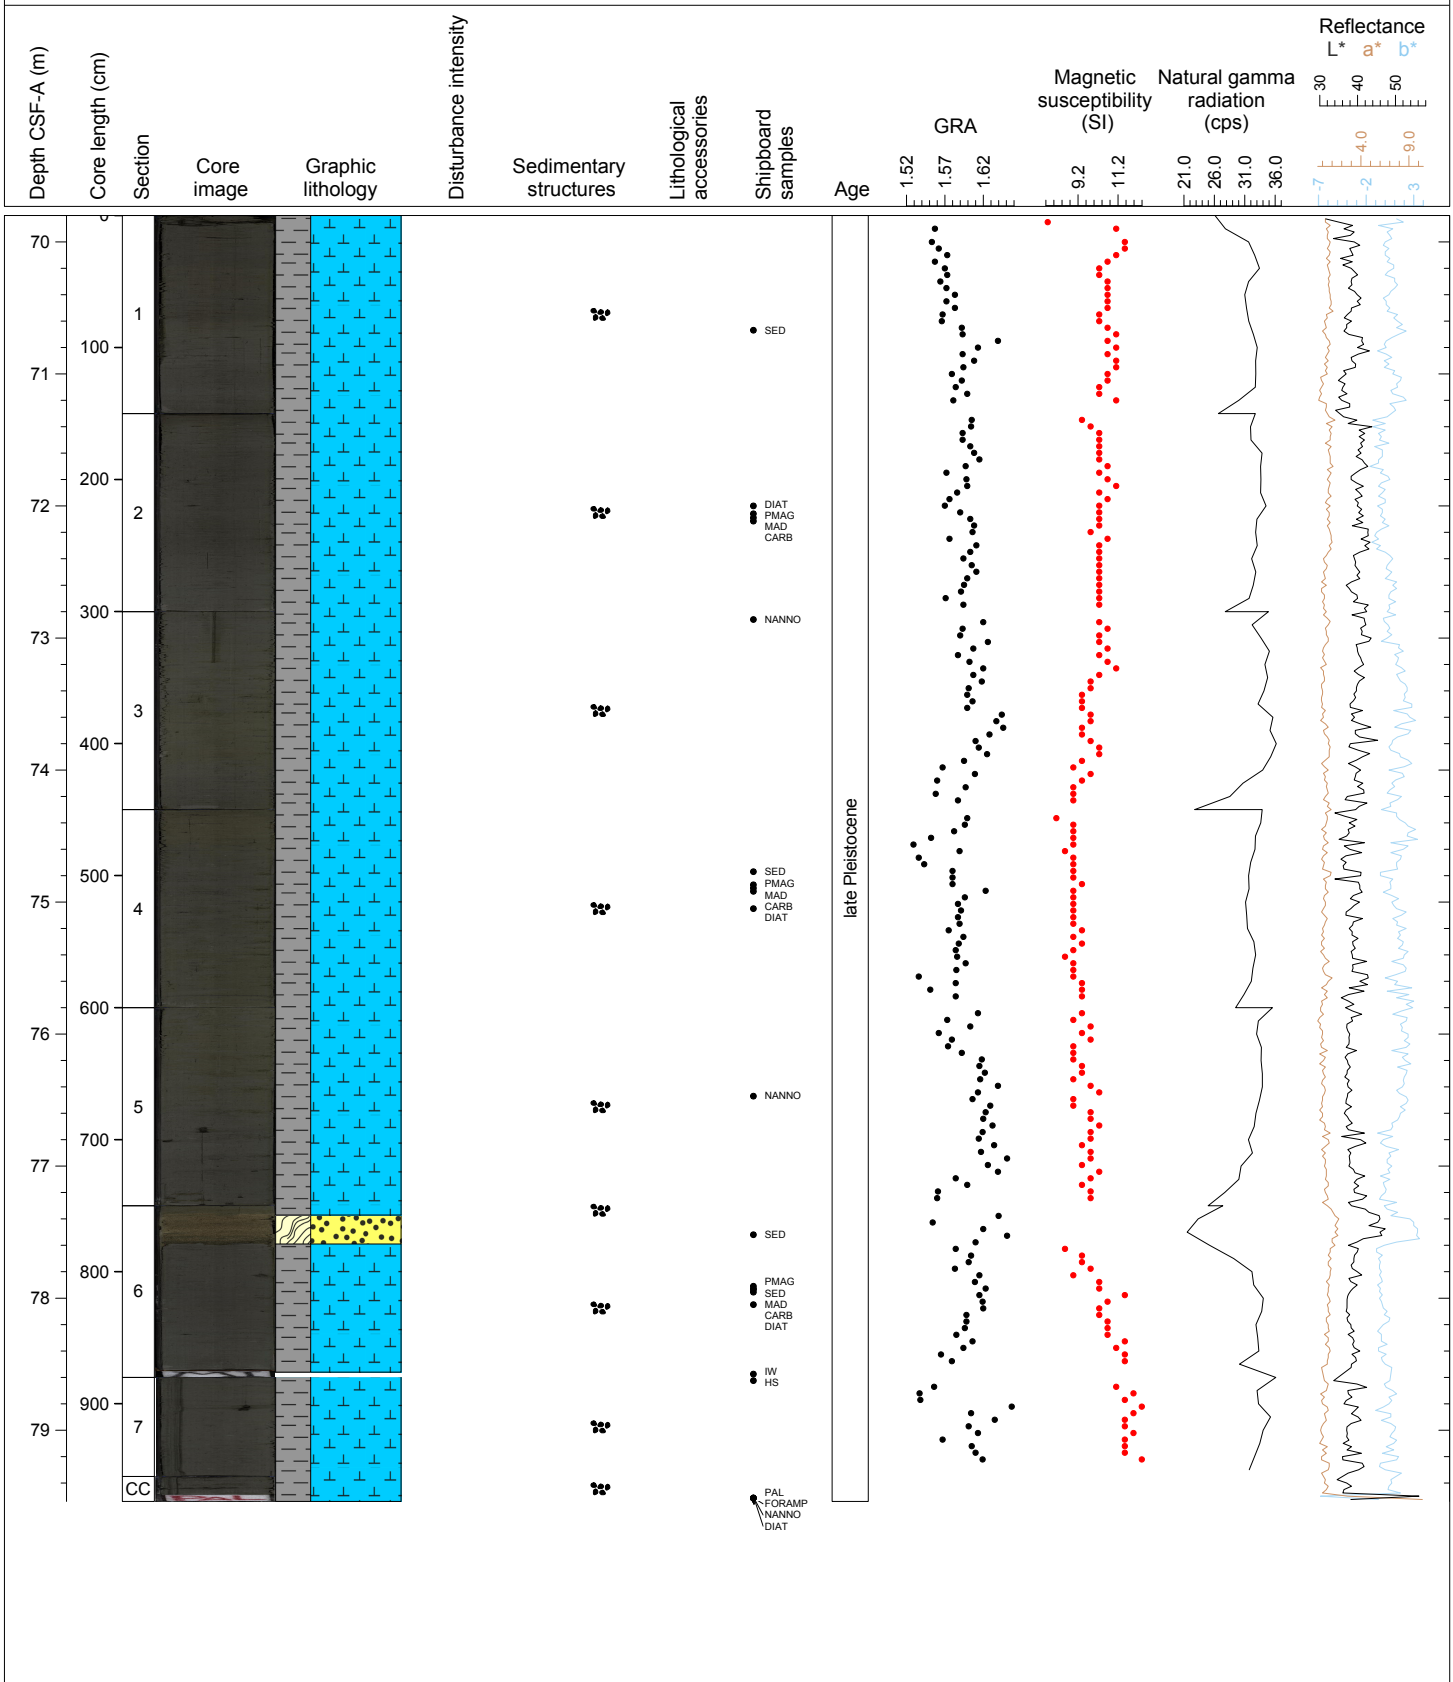 Depth CSF-A (m)
Core length (cm)
Section
Core
image
Graphic
lithology
Disturbance intensity
Sedimentary
structures
Lithological
accessories
Shipboard
samples
Age
GRA
1.52
1.57
1.62
Magnetic
susceptibility
(SI)
9.2
11.2
Natural gamma
radiation
(cps)
21.0
26.0
31.0
36.0
Reflectance
L* a* b*
30
40
50
4.0
9.0
-7
-2
3
70
71
72
73
74
75
76
77
78
79
0
100
200
300
400
500
600
700
800
900
1
2
3
4
5
6
7
CC
SED
DIAT
PMAG
MAD
CARB
NANNO
SED
PMAG
MAD
CARB
DIAT
NANNO
SED
PMAG
SED
MAD
CARB
DIAT
IW
HS
PAL
FORAMP
NANNO
DIAT
late Pleistocene